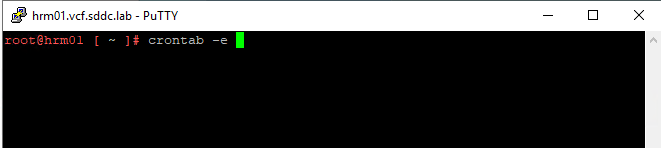 hrm01.vcf.sddc.lab - PuTTY
root@hrm01 [ ~ ]# crontab -e